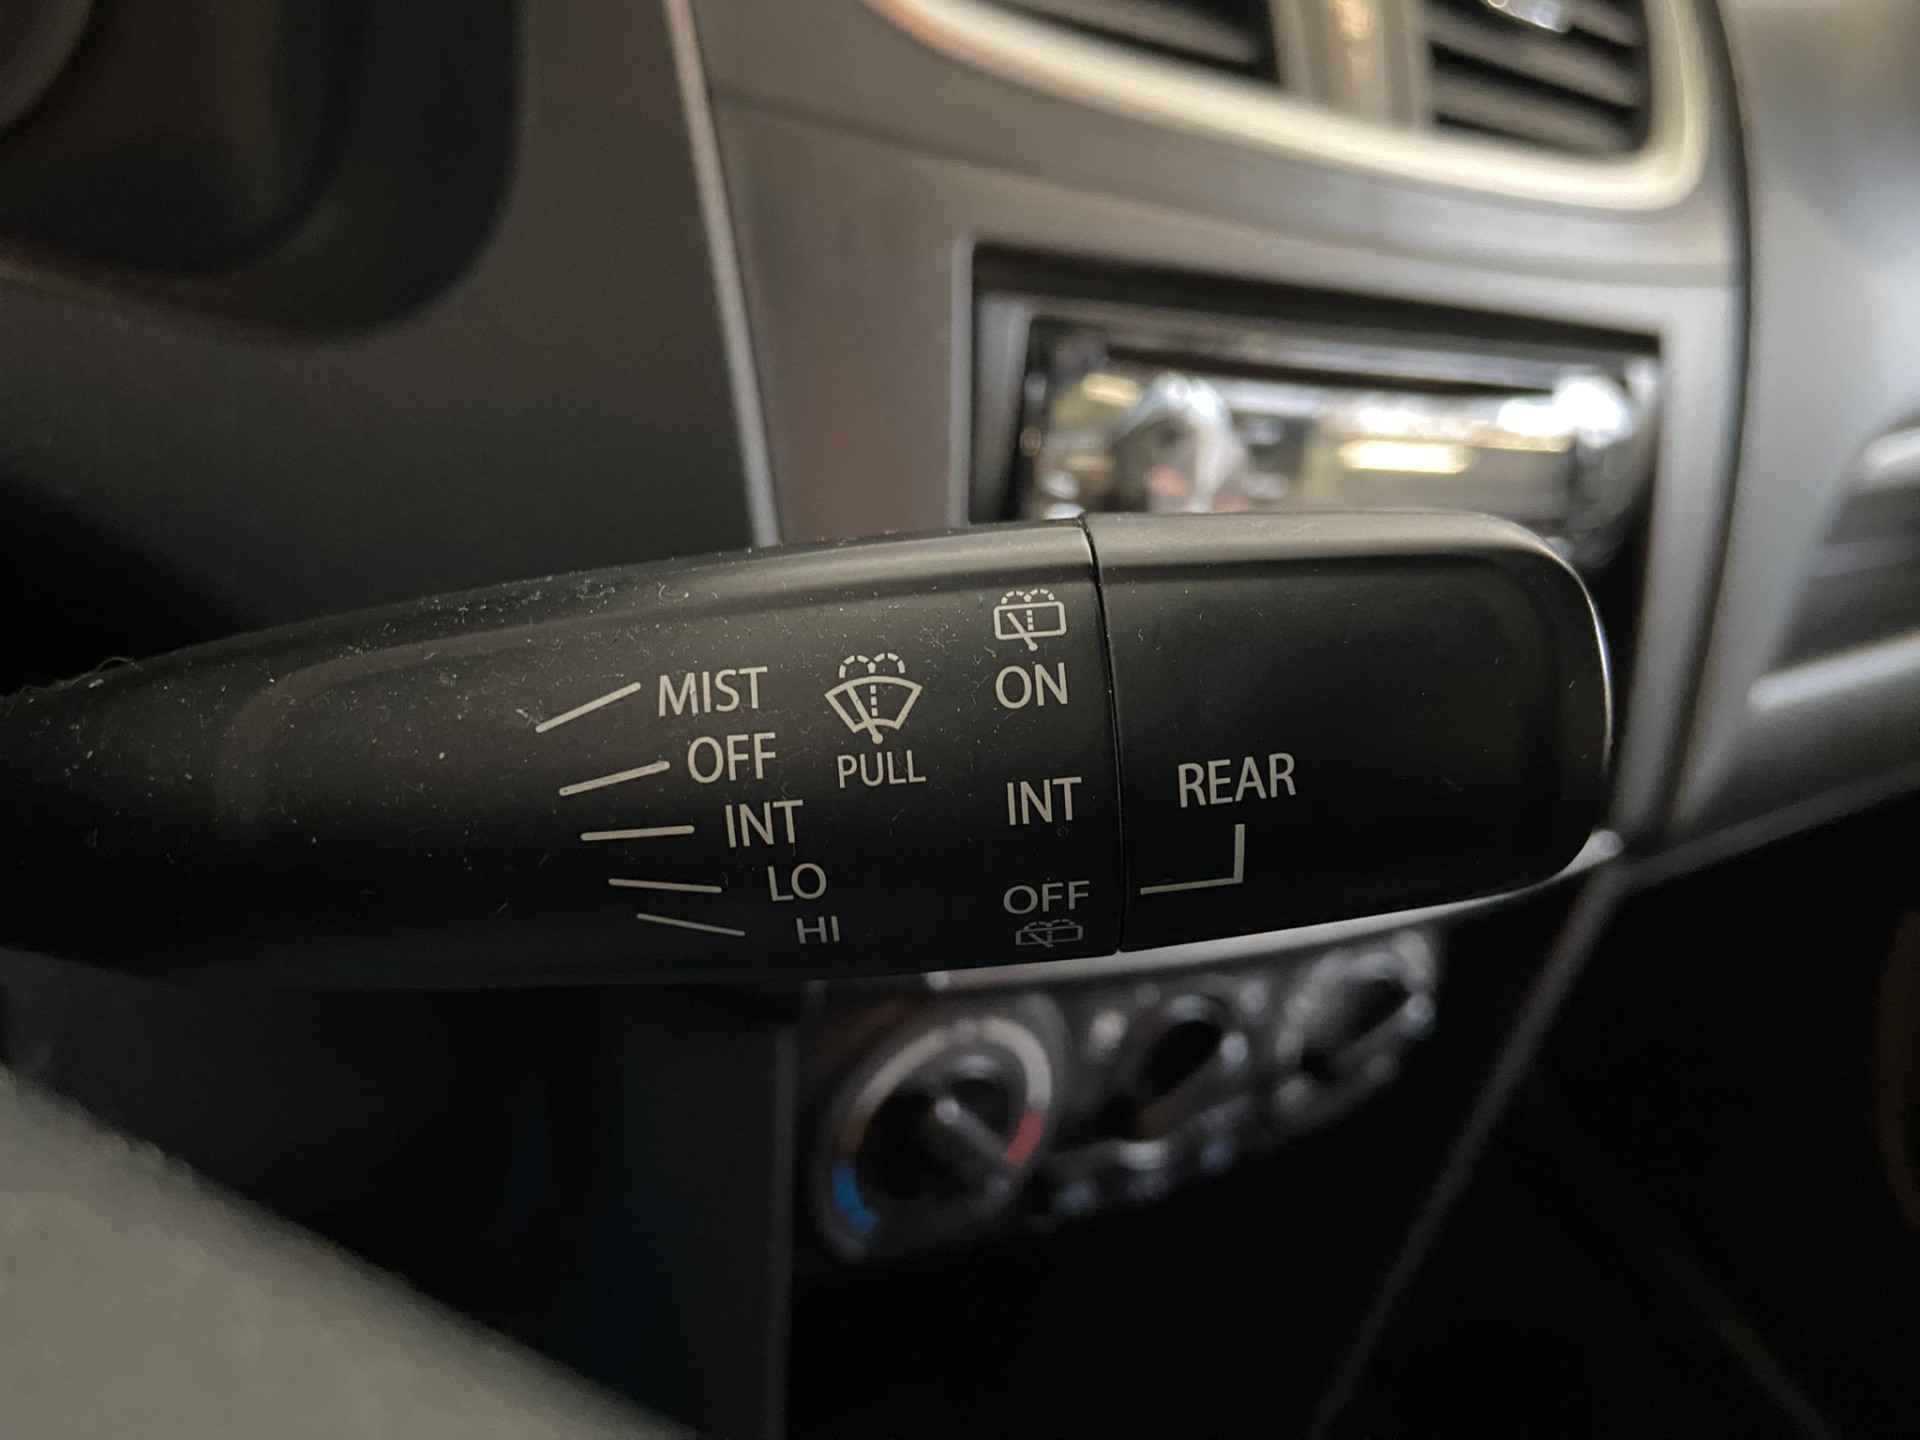 MIST
OFF
INT
LO
HI
PULL
ON
INT
OFF
REAR